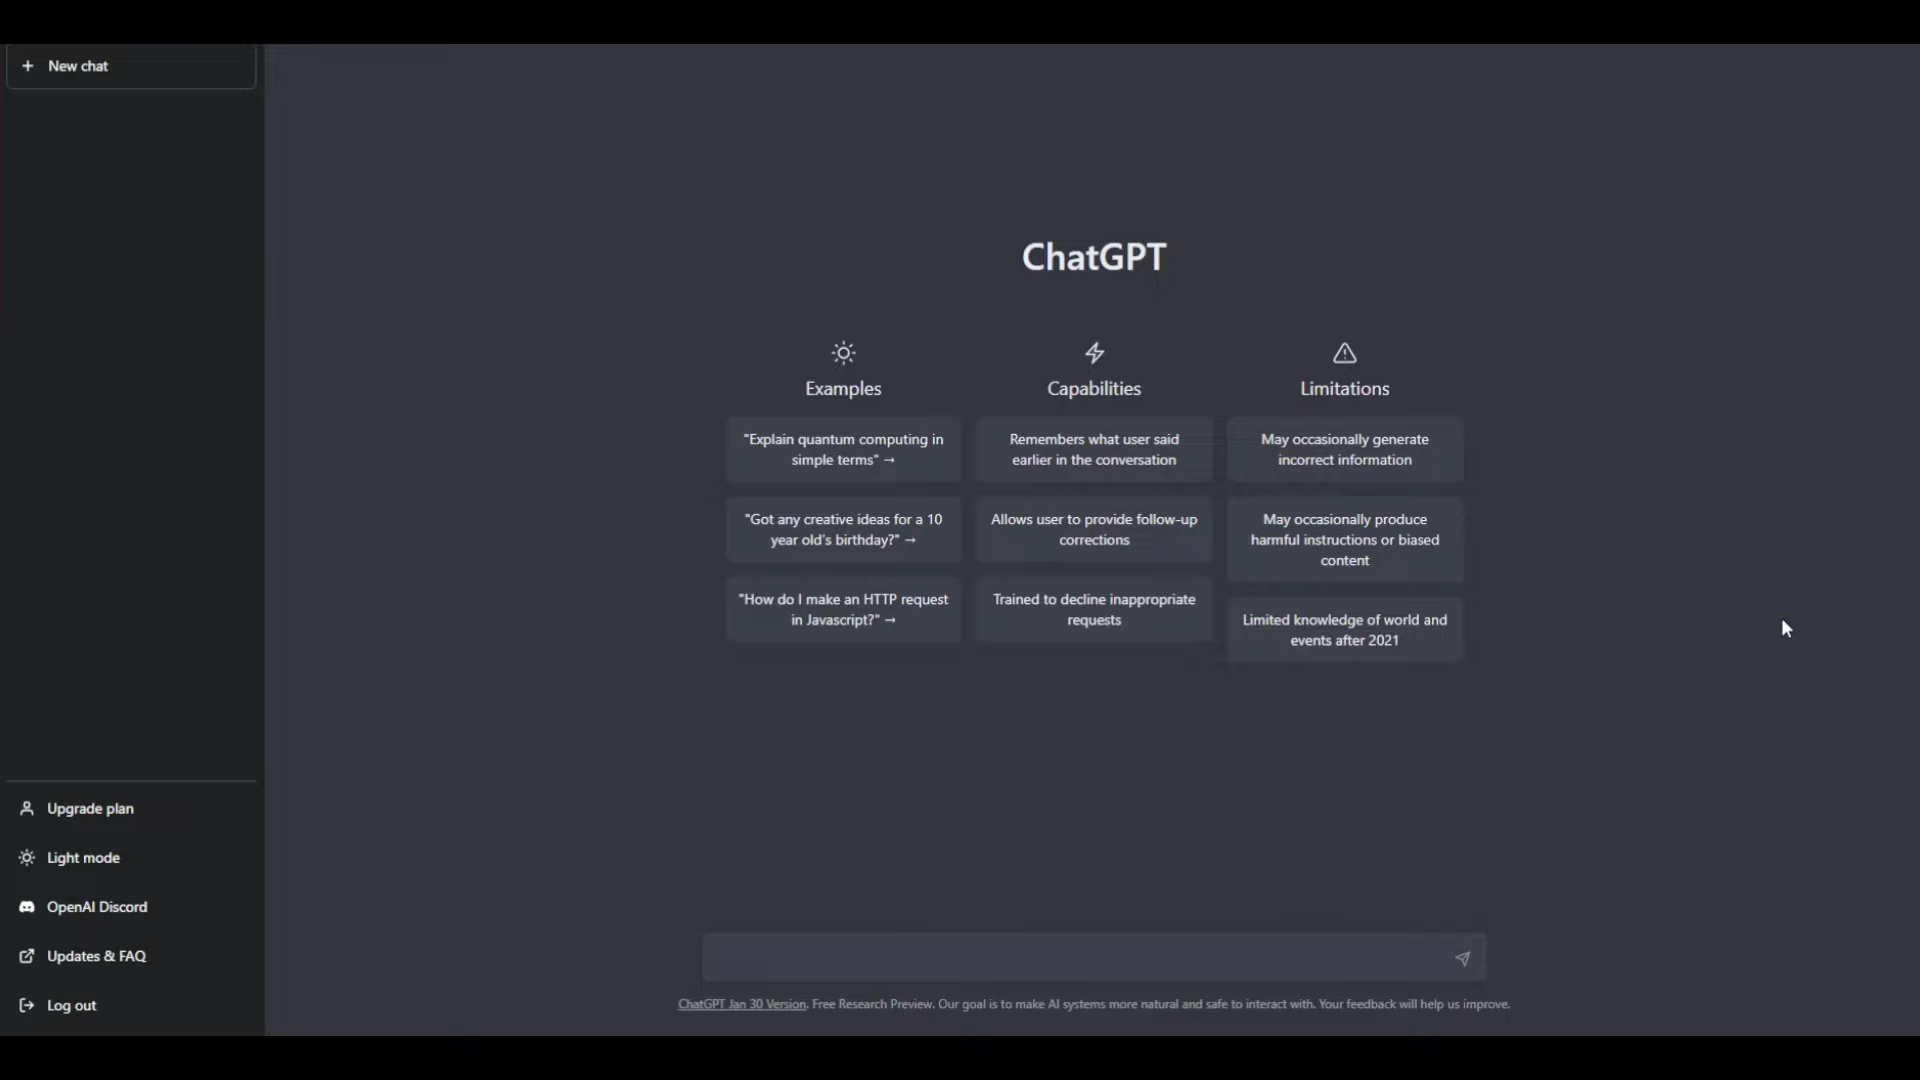 + New chat
ChatGPT
Examples
"Explain quantum computing in
simple terms" →
"Got any creative ideas for a 10
year old's birthday?" →
"How do I make an HTTP request
in Javascript?" →
Capabilities
Remembers what user said
earlier in the conversation
Allows user to provide follow-up
corrections
Trained to decline inappropriate
requests
Limitations
May occasionally generate
incorrect information
May occasionally produce
harmful instructions or biased
content
Limited knowledge of world and
events after 2021
Upgrade plan
Light mode
OpenAI Discord
Updates & FAQ
Log out
ChatGPT Jan 30 Version. Free Research Preview. Our goal is to make AI systems more natural and safe to interact with. Your feedback will help us improve.